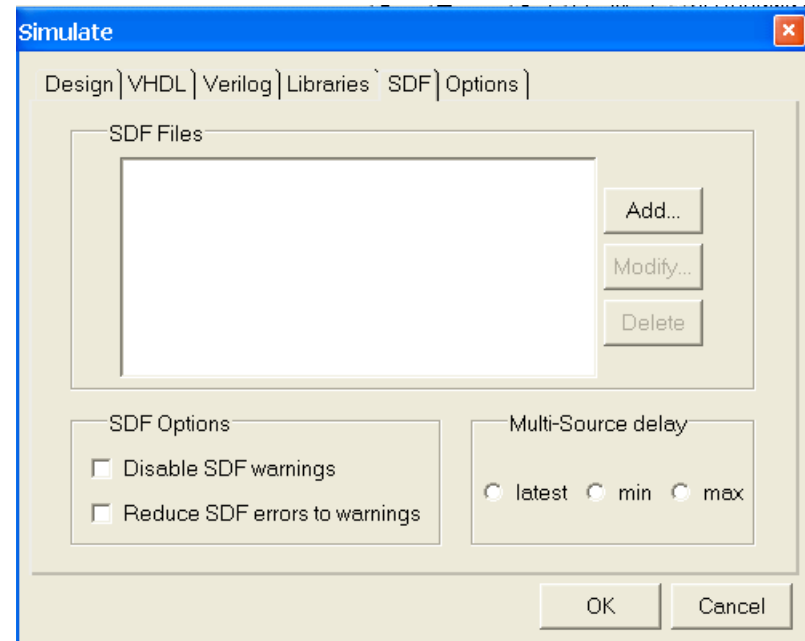 Simulate
Design VHDL Verilog Libraries SDF Options
SDF Files
Add...
Modify...
Delete
SDF Options
Disable SDF warnings
Reduce SDF errors to warnings
Multi-Source delay
latest min max
OK Cancel